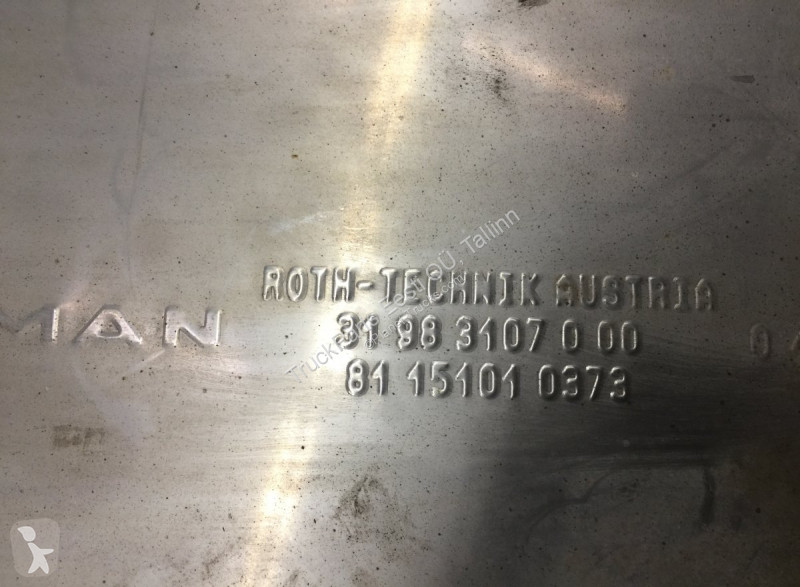 ROTH-TECHNIK AUSTRIA
MAN 31 98 3107 0 00
81 15101 0373